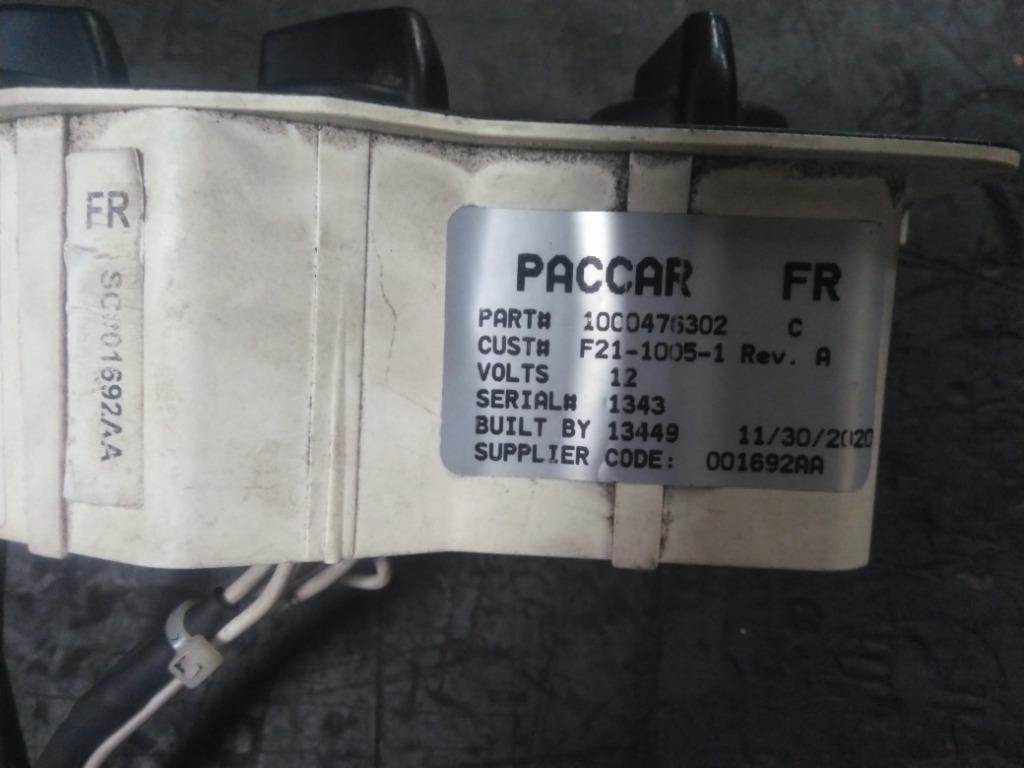 FR
SC001692AA
PACCAR FR
PART# 1000476302 C
CUST# F21-1005-1 Rev. A
VOLTS 12
SERIAL# 1343
BUILT BY 13449 11/30/2020
SUPPLIER CODE: 001692AA